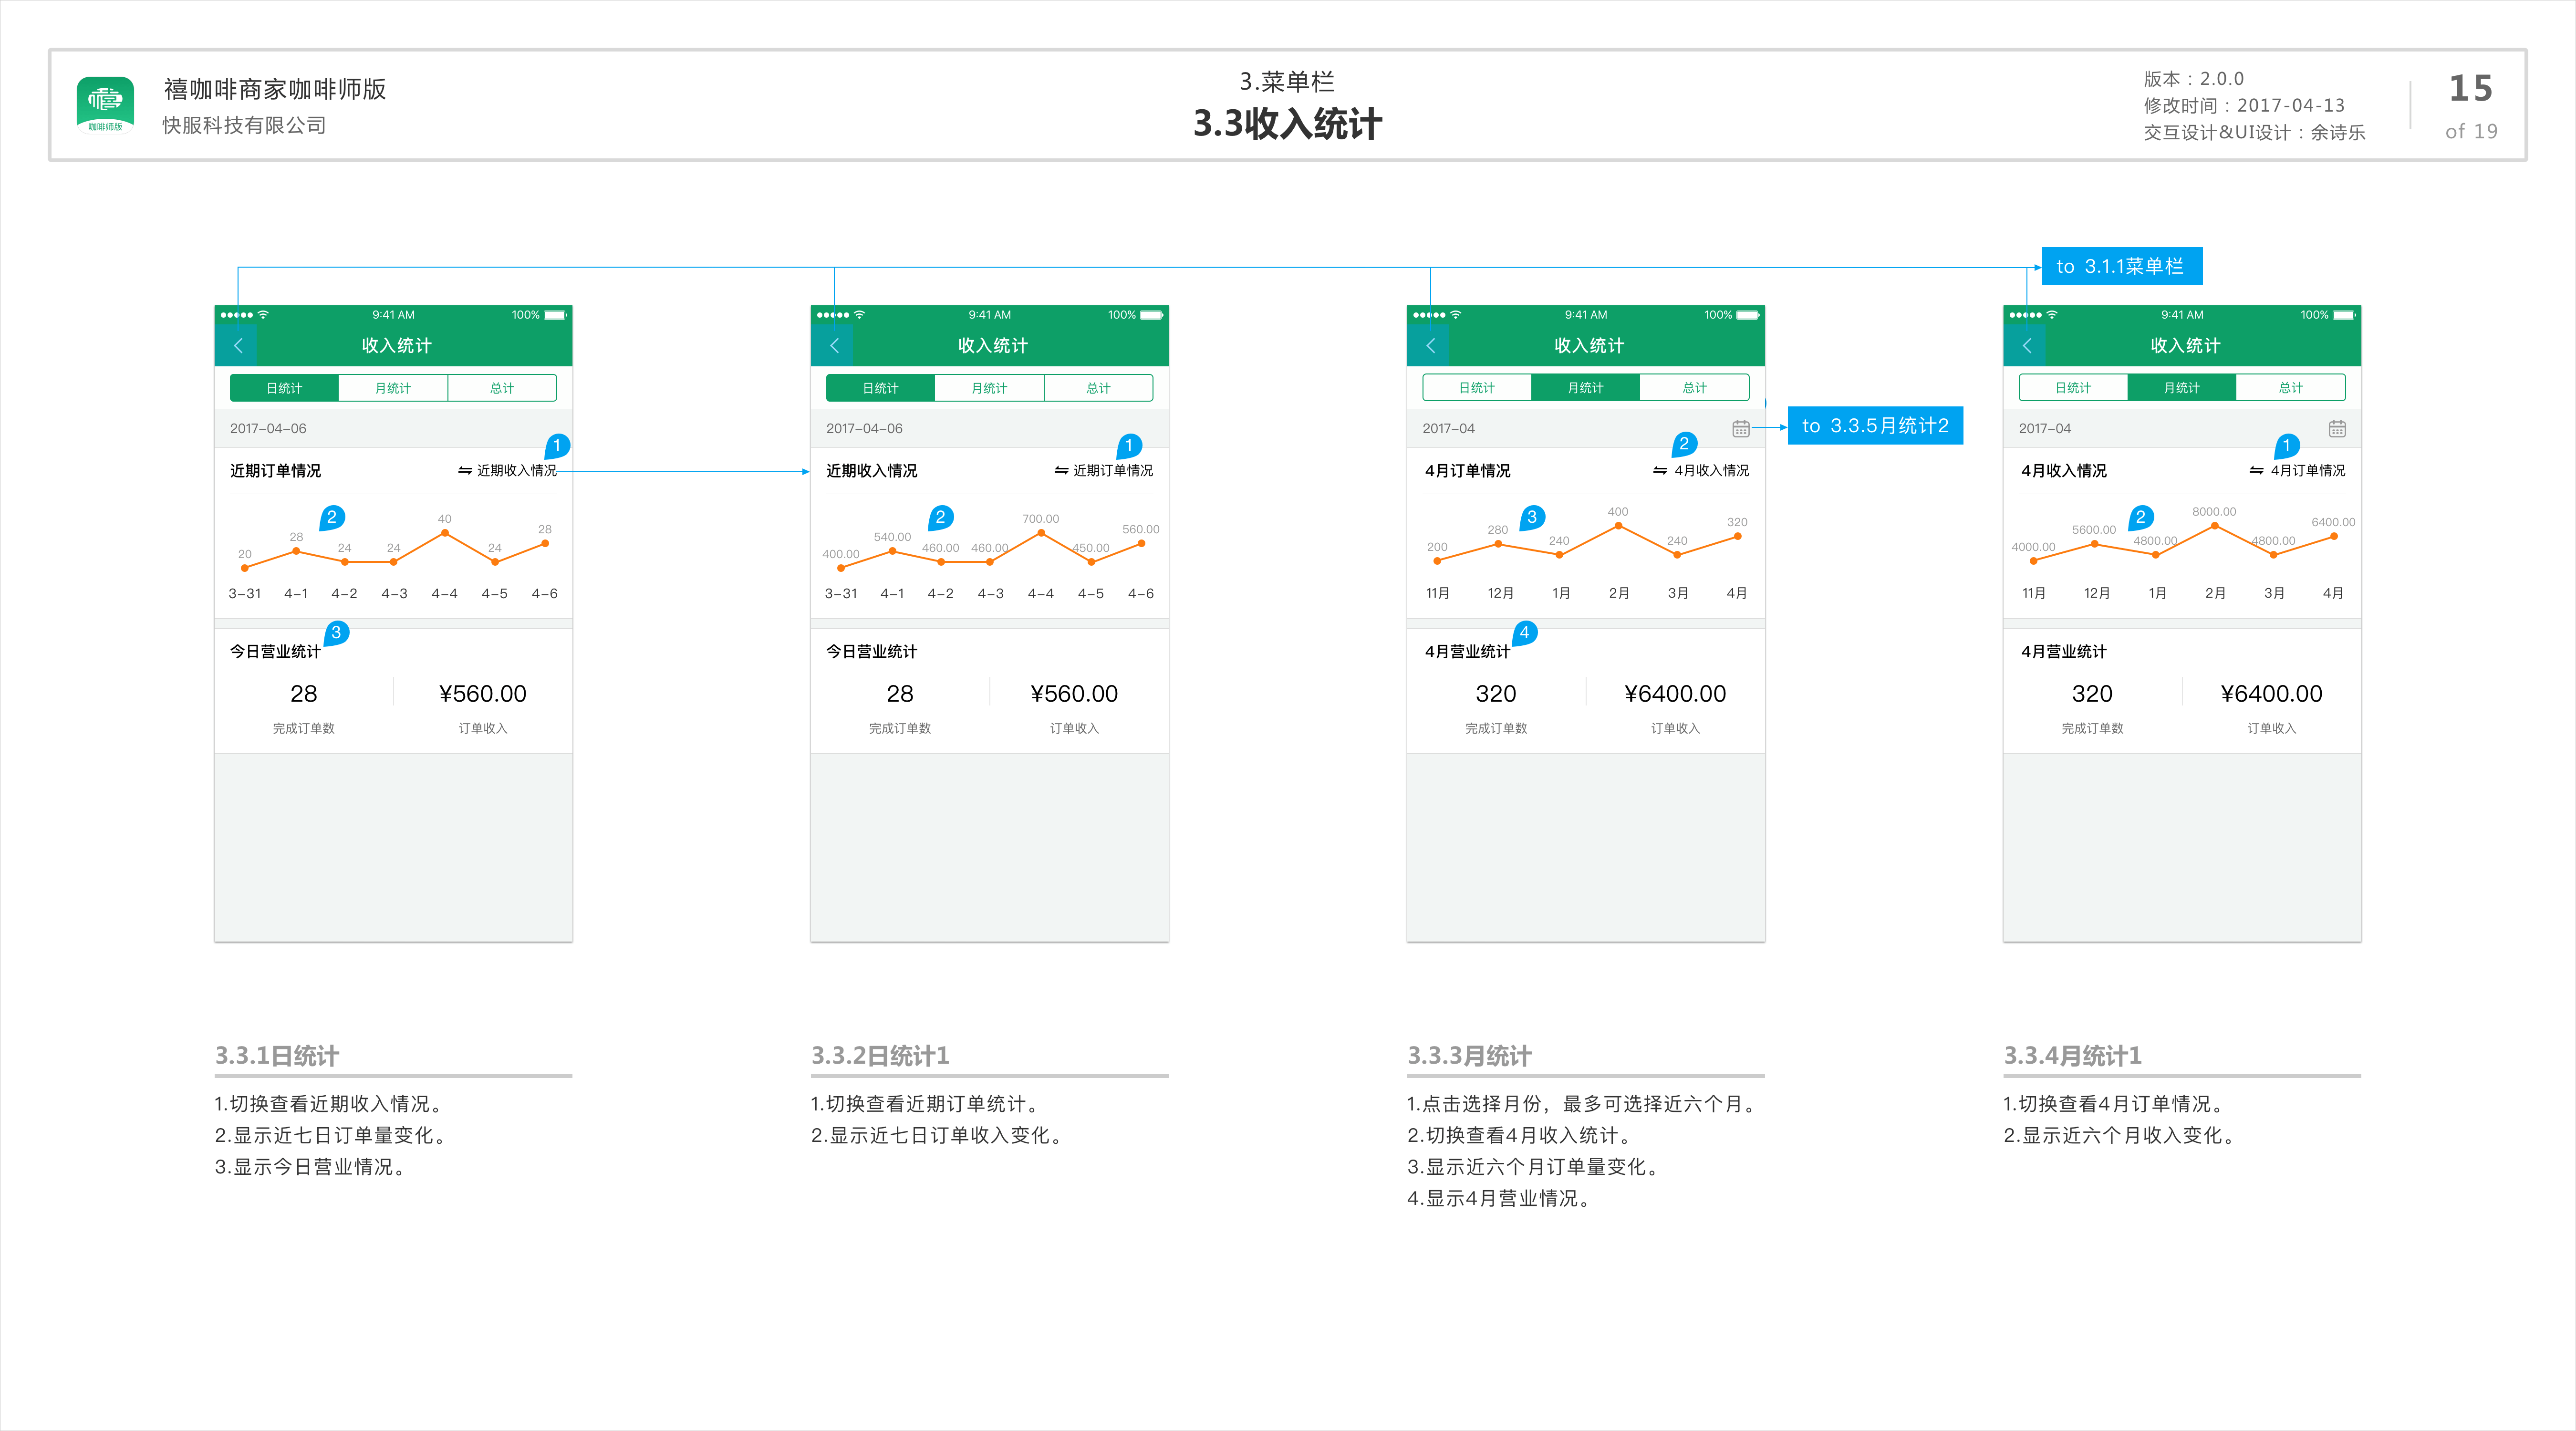 禧咖啡商家咖啡师版
快服科技有限公司
咖啡师版
3.菜单栏
3.3收入统计
版本：2.0.0
修改时间：2017-04-13
交互设计&UI设计：余诗乐
15
of 19
to 3.1.1菜单栏
9:41 AM 100%
收入统计
日统计 月统计 总计
2017-04-06
1
近期订单情况 近期收入情况
2
20 28 24 24 40 24 28
3-31 4-1 4-2 4-3 4-4 4-5 4-6
3
今日营业统计
28 ¥560.00
完成订单数 订单收入
9:41 AM 100%
收入统计
日统计 月统计 总计
2017-04-06
1
近期收入情况 近期订单情况
2
400.00 540.00 460.00 460.00 700.00 450.00 560.00
3-31 4-1 4-2 4-3 4-4 4-5 4-6
今日营业统计
28 ¥560.00
完成订单数 订单收入
9:41 AM 100%
收入统计
日统计 月统计 总计
2017-04
to 3.3.5月统计2
2
4月订单情况 4月收入情况
3
200 280 240 400 240 320
11月 12月 1月 2月 3月 4月
4
4月营业统计
320 ¥6400.00
完成订单数 订单收入
9:41 AM 100%
收入统计
日统计 月统计 总计
2017-04
1
4月收入情况 4月订单情况
2
4000.00 5600.00 4800.00 8000.00 4800.00 6400.00
11月 12月 1月 2月 3月 4月
4月营业统计
320 ¥6400.00
完成订单数 订单收入
3.3.1日统计
1.切换查看近期收入情况。
2.显示近七日订单量变化。
3.显示今日营业情况。
3.3.2日统计1
1.切换查看近期订单统计。
2.显示近七日订单收入变化。
3.3.3月统计
1.点击选择月份，最多可选择近六个月。
2.切换查看4月收入统计。
3.显示近六个月订单量变化。
4.显示4月营业情况。
3.3.4月统计1
1.切换查看4月订单情况。
2.显示近六个月收入变化。